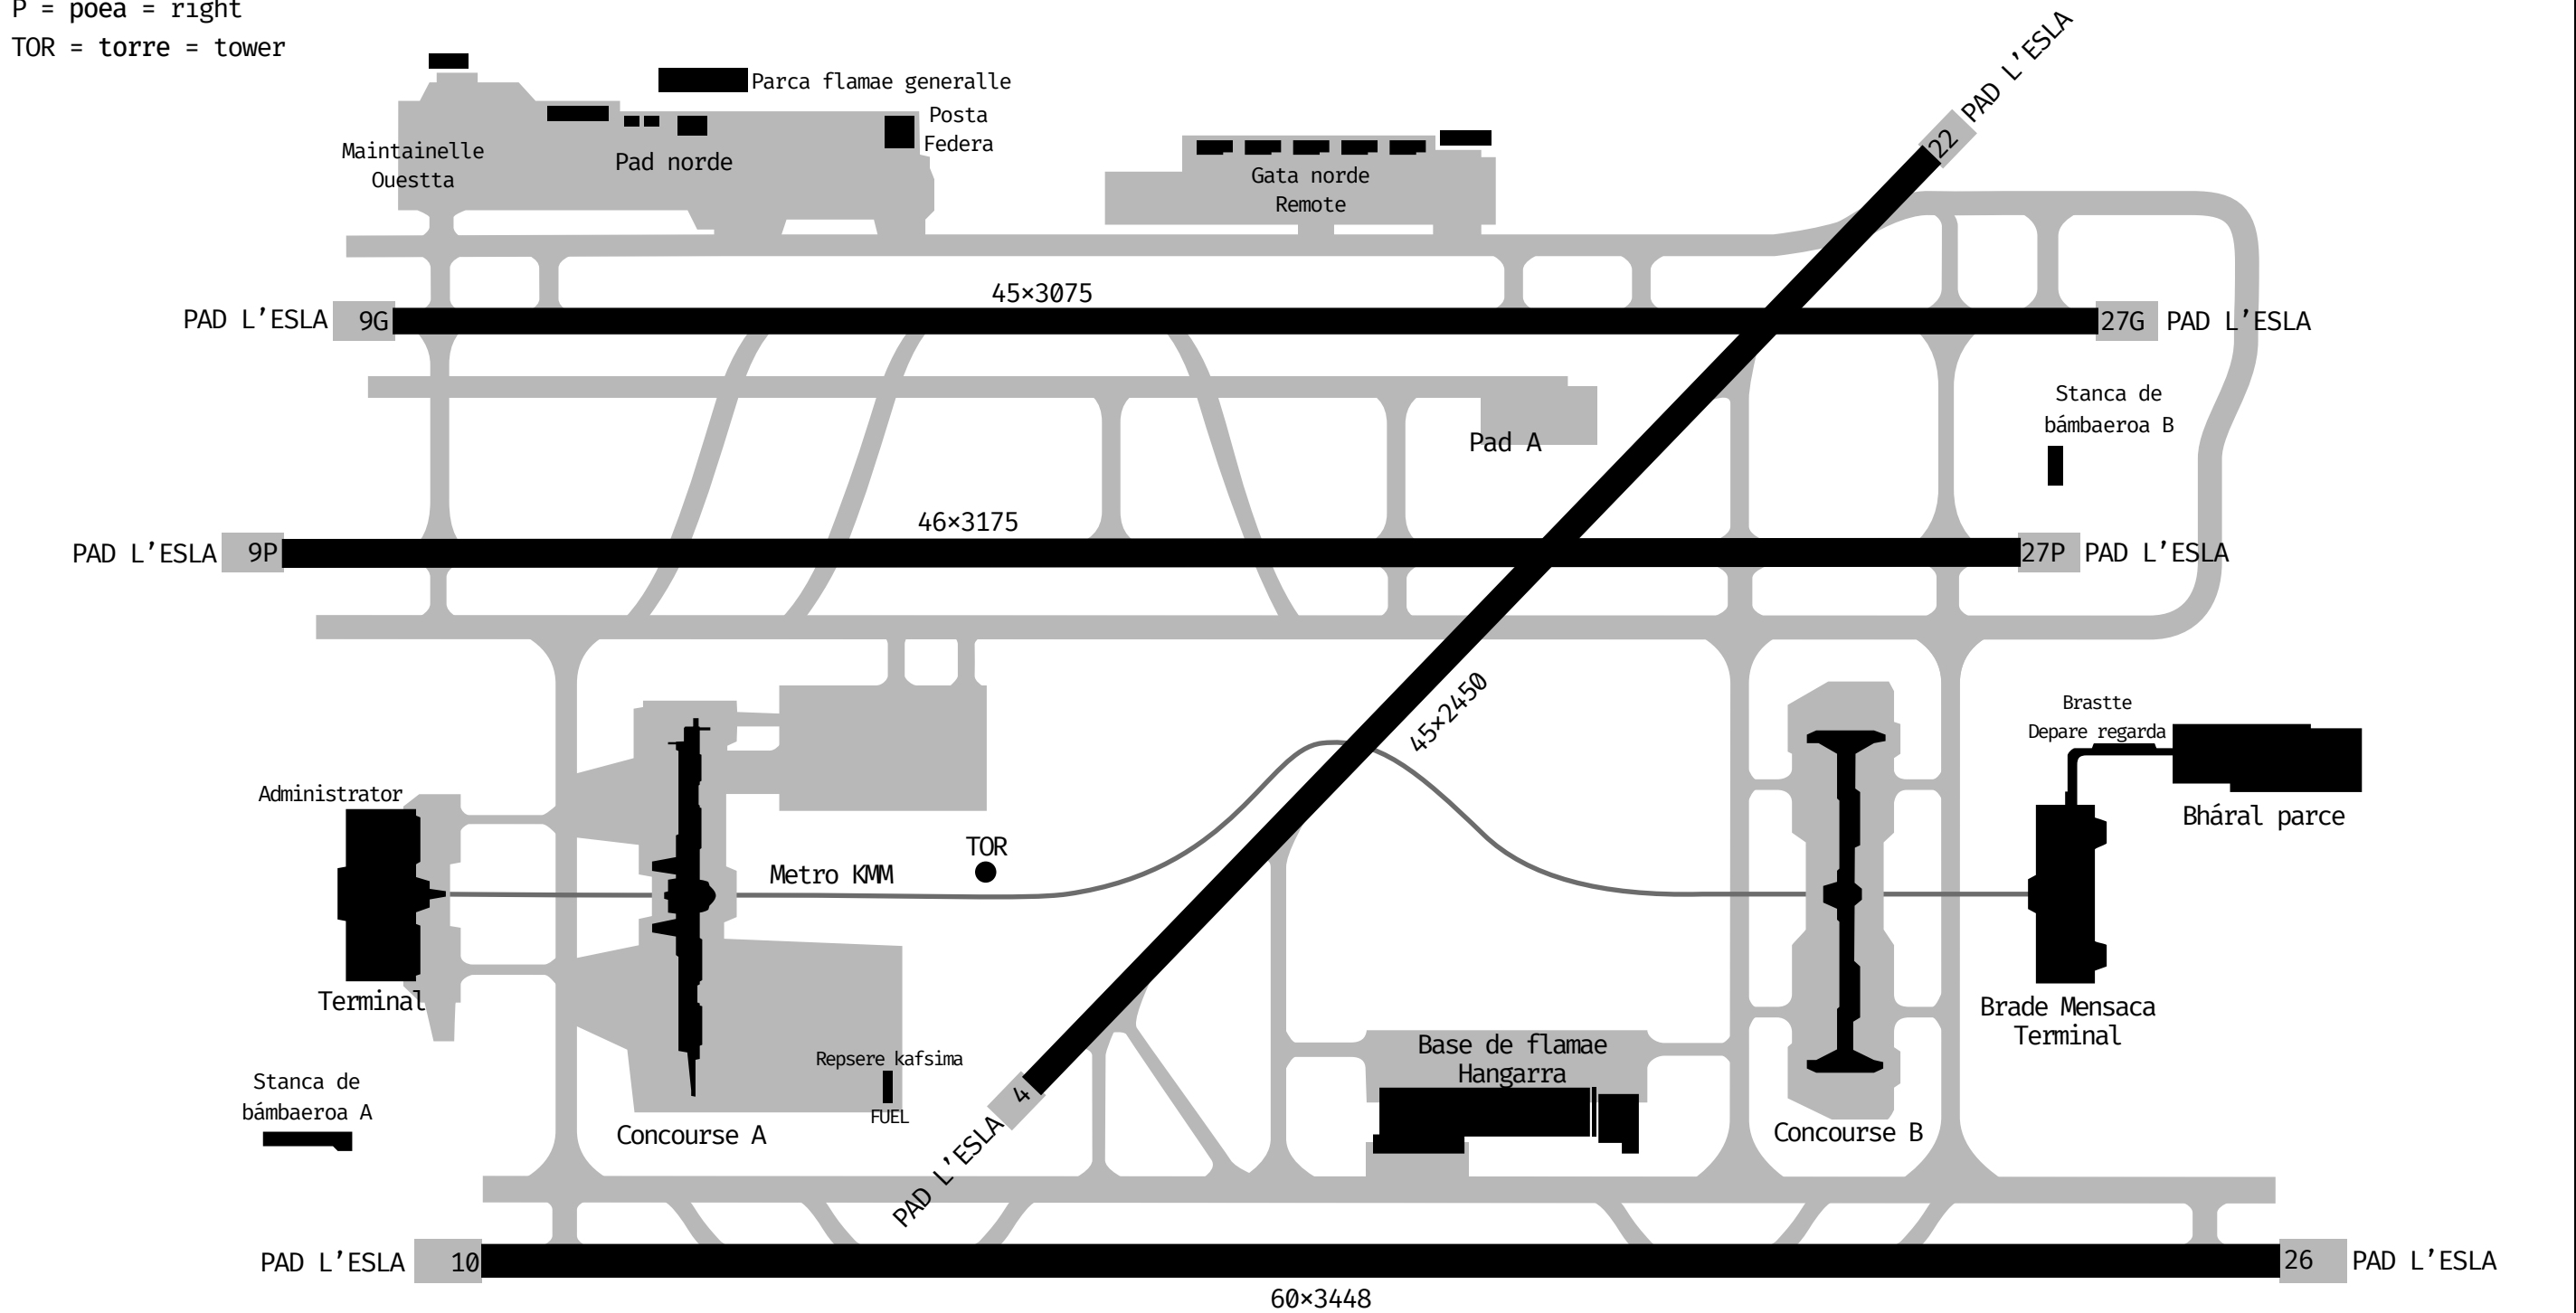 P = poea = right
TOR = torre = tower
PAD L'ESLA
22
Parca flamae generalle
Posta
Federa
Maintainelle
Ouestta
Pad norde
Gata norde
Remote
45×3075
PAD L'ESLA
9G
27G
PAD L'ESLA
Stanca de
bámbaeroa B
Pad A
46×3175
PAD L'ESLA
9P
27P
PAD L'ESLA
45×2450
Brastte
Depare regarda
Bháral parce
Administrator
TOR
Metro KMM
Terminal
Brade Mensaca
Terminal
Base de flamae
Hangarra
Repsere kafsima
FUEL
Stanca de
bámbaeroa A
Concourse A
Concourse B
4
PAD L'ESLA
PAD L'ESLA
10
26
PAD L'ESLA
60×3448